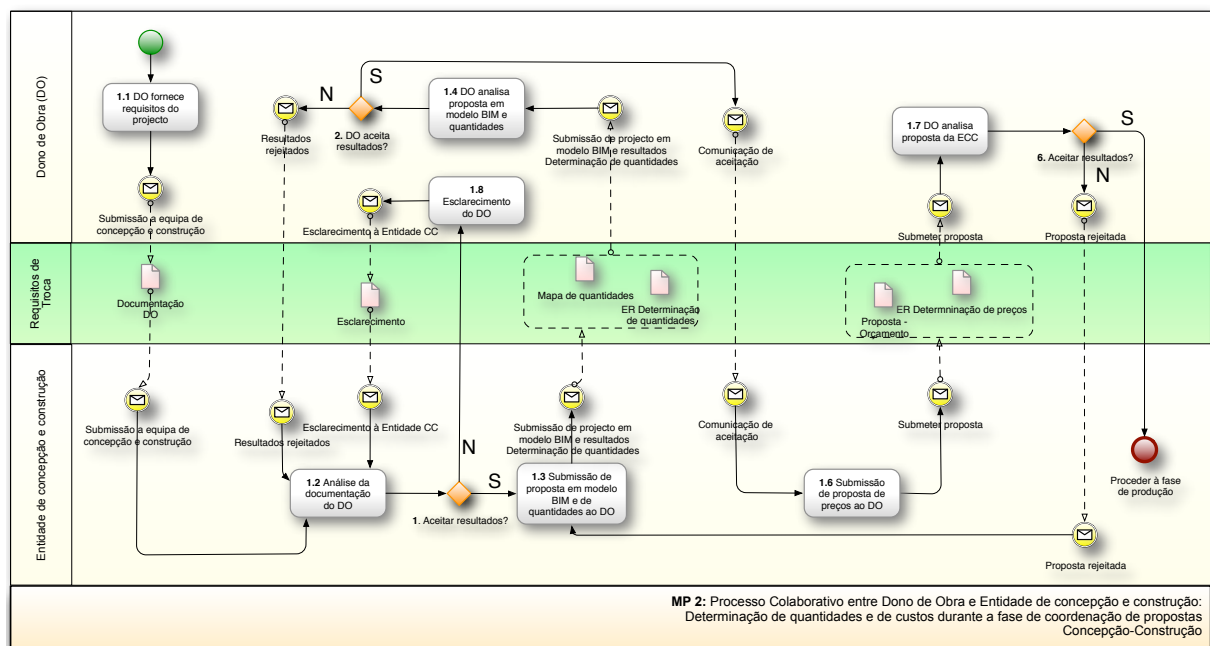 Dono de Obra (DO)
1.1 DO fornece
requisitos do
projecto
Submissão a equipa de
concepção e construção
N
S
Resultados
rejeitados
2. DO aceita
resultados?
1.4 DO analisa
proposta em
modelo BIM e
quantidades
Submissão de projecto em
modelo BIM e resultados
Determinação de quantidades
Comunicação de
aceitação
1.8
Esclarecimento
do DO
Esclarecimento à Entidade CC
1.7 DO analisa
proposta da ECC
6. Aceitar resultados?
S
N
Submeter proposta
Proposta rejeitada
Requisitos de
Troca
Documentação
DO
Esclarecimento
Mapa de quantidades
ER Determinação
de quantidades
Proposta -
Orçamento
ER Determninação de preços
Entidade de concepção e construção
Submissão a equipa de
concepção e construção
Resultados rejeitados
Esclarecimento à Entidade CC
1.2 Análise da
documentação
do DO
N
S
1. Aceitar resultados?
Submissão de projecto em
modelo BIM e resultados
Determinação de quantidades
1.3 Submissão de
proposta em modelo
BIM e de
quantidades ao DO
Comunicação de
aceitação
1.6 Submissão
de proposta de
preços ao DO
Submeter proposta
Proceder à fase
de produção
Proposta rejeitada
MP 2: Processo Colaborativo entre Dono de Obra e Entidade de concepção e construção:
Determinação de quantidades e de custos durante a fase de coordenação de propostas
Concepção-Construção